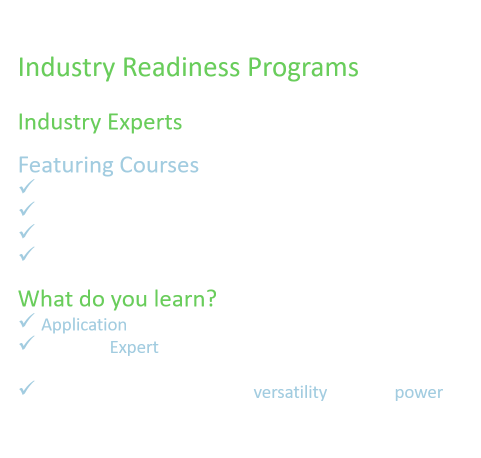 Industry Readiness Programs
Industry Experts
Featuring Courses
✓
✓
✓
✓
What do you learn?
✓ Application
✓ Expert
✓ versatility power